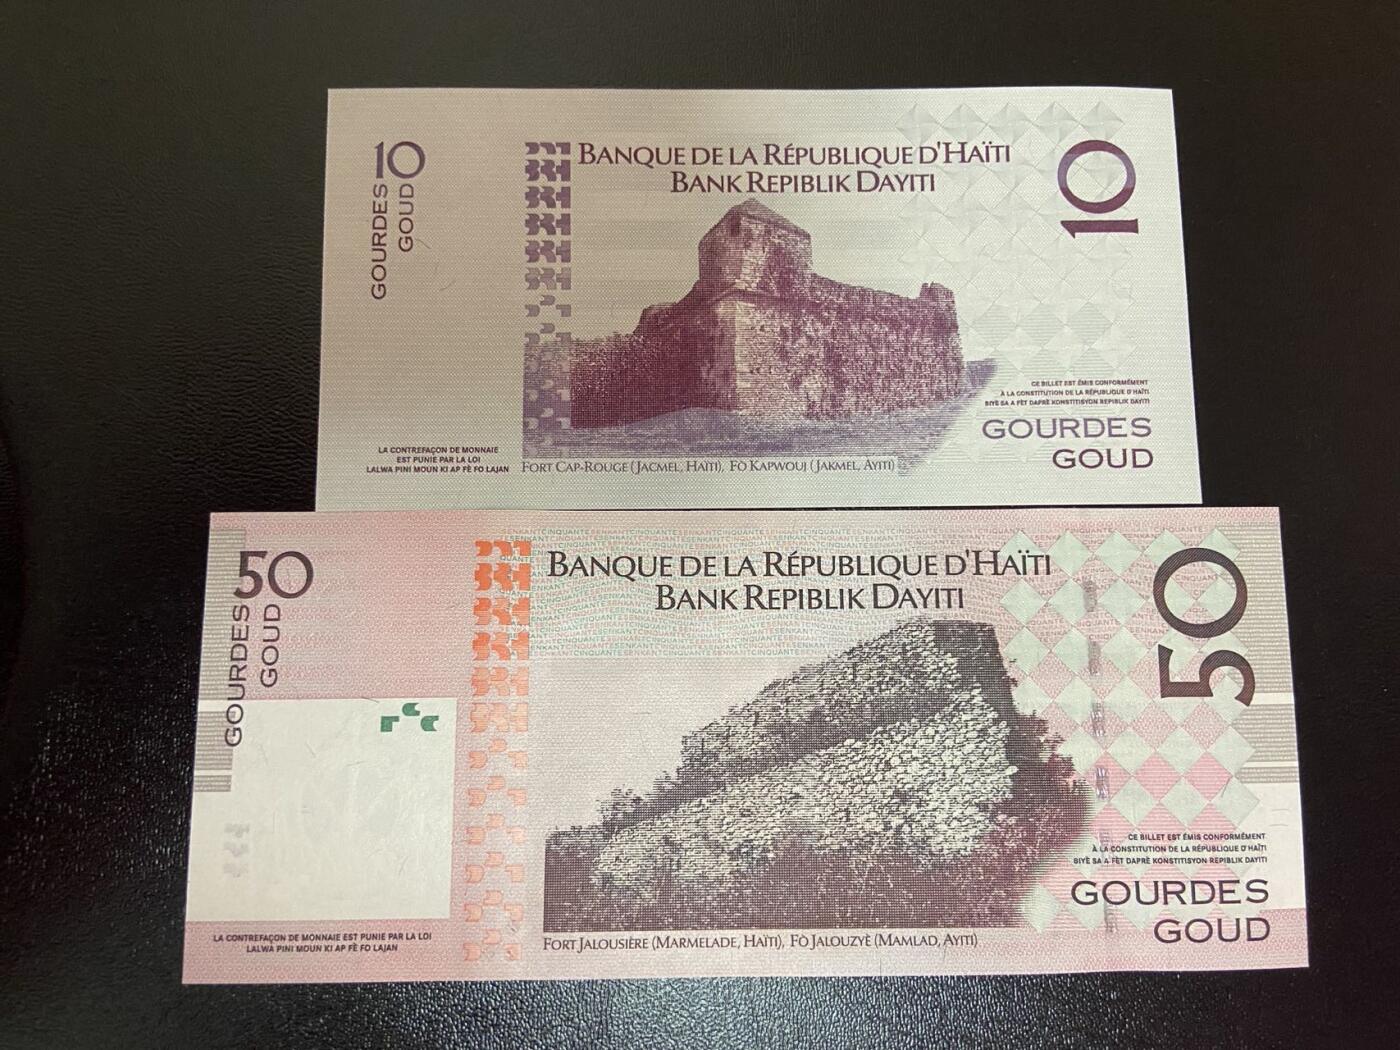 10
GOURDES
GOUD
BANQUE DE LA RÉPUBLIQUE D'HAÏTI
BANK REPIBLIK DAYITI
10
CE BILLET EST ÉMIS CONFORMÉMENT
À LA CONSTITUTION DE LA RÉPUBLIQUE D'HAÏTI
BIYÈ SA A FÈT DAPRÈ KONSTITISYON REPIBLIK DAYITI
GOURDES
GOUD
LA CONTREFAÇON DE MONNAIE
EST PUNIE PAR LA LOI
LALWA PINI MOUN KI AP FÈ FO LAJAN
FORT CAP-ROUGE (JACMEL, HAÏTI), FÒ KAPWOUJ (JAKMEL, AYITI)
50
GOURDES
GOUD
BANQUE DE LA RÉPUBLIQUE D'HAÏTI
BANK REPIBLIK DAYITI
50
CE BILLET EST ÉMIS CONFORMÉMENT
À LA CONSTITUTION DE LA RÉPUBLIQUE D'HAÏTI
BIYÈ SA A FÈT DAPRÈ KONSTITISYON REPIBLIK DAYITI
GOURDES
GOUD
LA CONTREFAÇON DE MONNAIE EST PUNIE PAR LA LOI
LALWA PINI MOUN KI AP FÈ FO LAJAN
FORT JALOUSIÈRE (MARMELADE, HAÏTI), FÒ JALOUZYÈ (MAMLAD, AYITI)